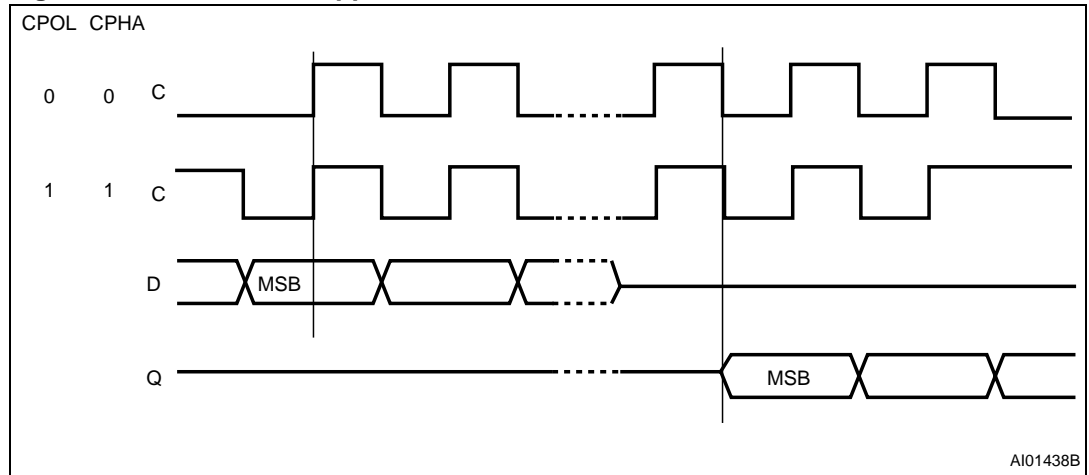 CPOL CPHA
0 0 C
1 1 C
D MSB
Q MSB
AI01438B